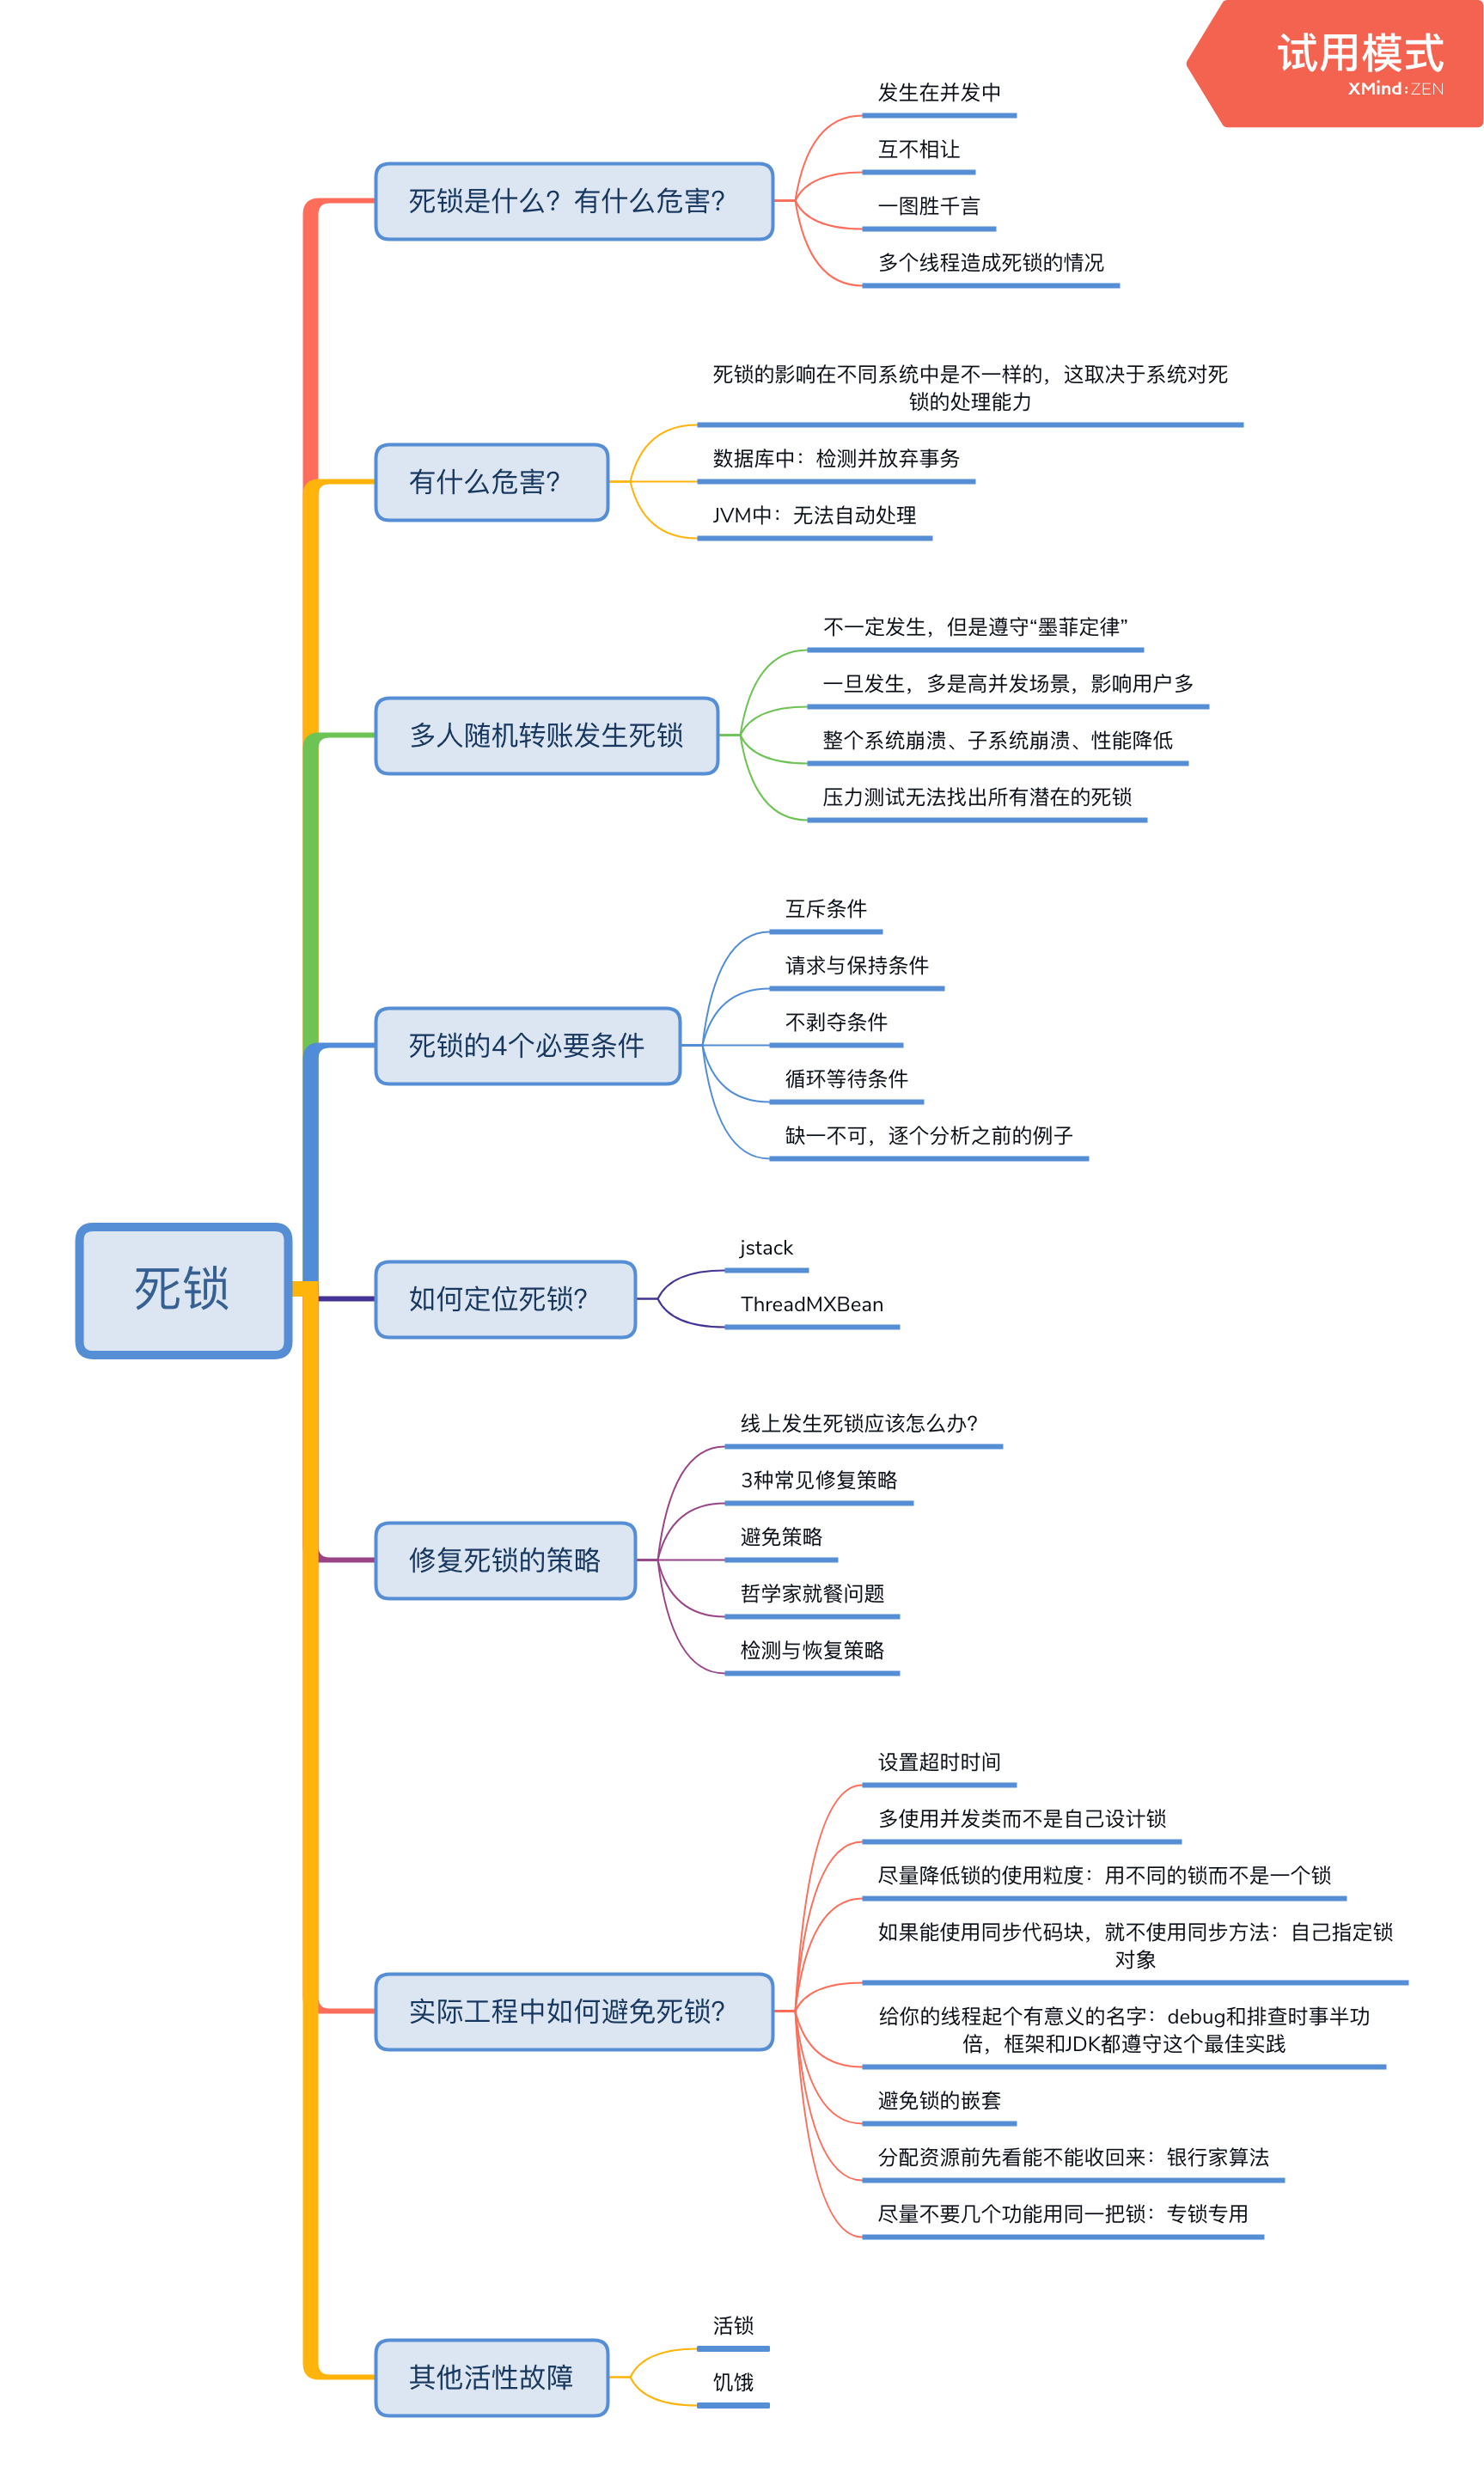 试用模式
XMind:ZEN
死锁
死锁是什么？有什么危害？
发生在并发中
互不相让
一图胜千言
多个线程造成死锁的情况
有什么危害？
死锁的影响在不同系统中是不一样的，这取决于系统对死
锁的处理能力
数据库中：检测并放弃事务
JVM中：无法自动处理
多人随机转账发生死锁
不一定发生，但是遵守“墨菲定律”
一旦发生，多是高并发场景，影响用户多
整个系统崩溃、子系统崩溃、性能降低
压力测试无法找出所有潜在的死锁
死锁的4个必要条件
互斥条件
请求与保持条件
不剥夺条件
循环等待条件
缺一不可，逐个分析之前的例子
如何定位死锁？
jstack
ThreadMXBean
修复死锁的策略
线上发生死锁应该怎么办？
3种常见修复策略
避免策略
哲学家就餐问题
检测与恢复策略
实际工程中如何避免死锁？
设置超时时间
多使用并发类而不是自己设计锁
尽量降低锁的使用粒度：用不同的锁而不是一个锁
如果能使用同步代码块，就不使用同步方法：自己指定锁
对象
给你的线程起个有意义的名字：debug和排查时事半功
倍，框架和JDK都遵守这个最佳实践
避免锁的嵌套
分配资源前先看能不能收回来：银行家算法
尽量不要几个功能用同一把锁：专锁专用
其他活性故障
活锁
饥饿